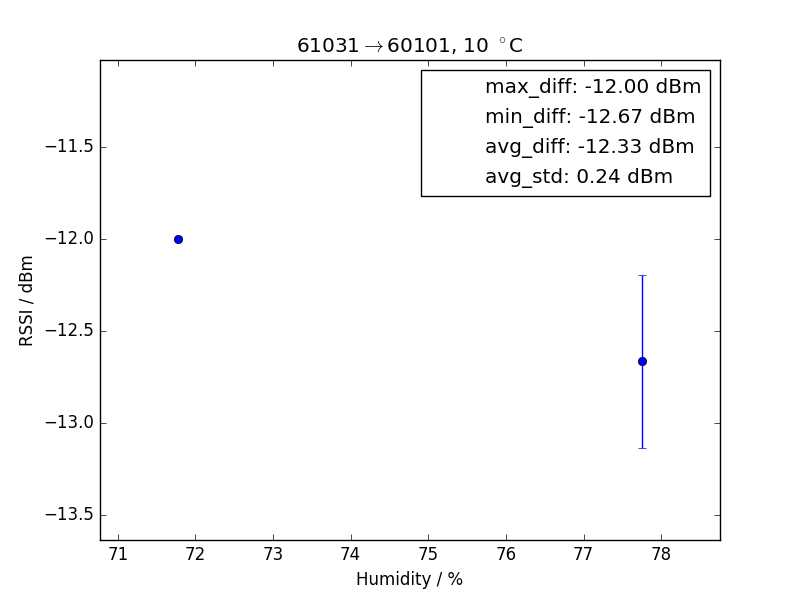 61031→60101, 10 °C
max_diff: -12.00 dBm
min_diff: -12.67 dBm
avg_diff: -12.33 dBm
avg_std: 0.24 dBm
−11.5
−12.0
−12.5
−13.0
−13.5
RSSI / dBm
71 72 73 74 75 76 77 78
Humidity / %